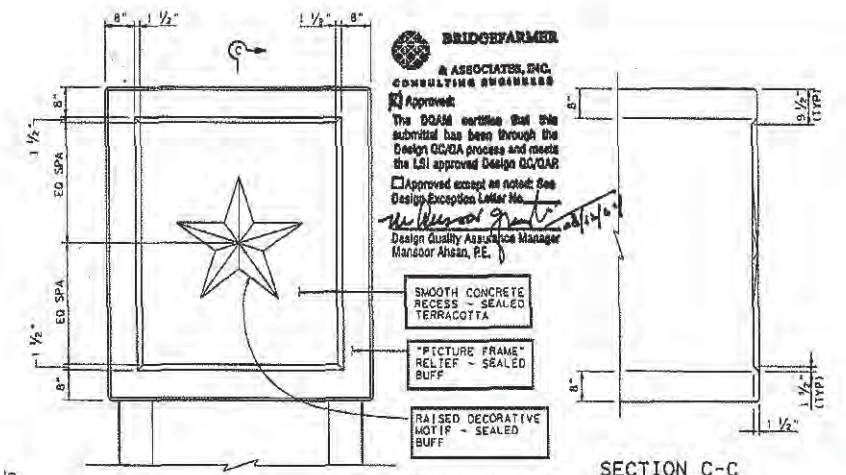 8"
1 1/2"
1 1/2"
8"
C
8"
1 1/2"
EQ SPA
EQ SPA
1 1/2"
8"
BRIDGEFARMER
& ASSOCIATES, INC.
CONSULTING ENGINEERS
Approved:
The DQAM certifies that this
submittal has been through the
Design QC/QA process and meets
the LSI approved Design QC/QAP.
Approved except as noted: See
Design Exception Letter No.
Design Quality Assurance Manager
Mansoor Ahsan, P.E.
SMOOTH CONCRETE
RECESS - SEALED
TERRACOTTA
"PICTURE FRAME"
RELIEF - SEALED
BUFF
RAISED DECORATIVE
MOTIF - SEALED
BUFF
8"
9 1/2"
(TYP)
8"
1 1/2"
(TYP)
1 1/2"
SECTION C-C